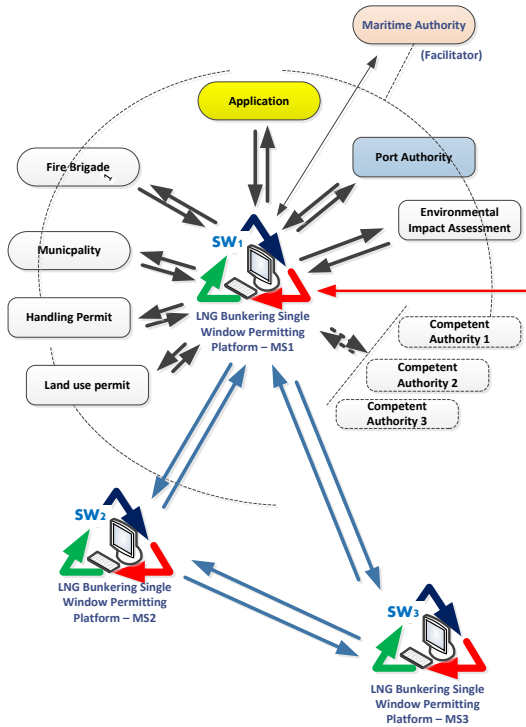 Maritime Authority
(Facilitator)
Application
Fire Brigade
Port Authority
Environmental
Impact Assessment
SW1
Municpality
Handling Permit
LNG Bunkering Single
Window Permitting
Platform – MS1
Competent
Authority 1
Competent
Authority 2
Competent
Authority 3
Land use permit
SW2
LNG Bunkering Single
Window Permitting
Platform – MS2
SW3
LNG Bunkering Single
Window Permitting
Platform – MS3